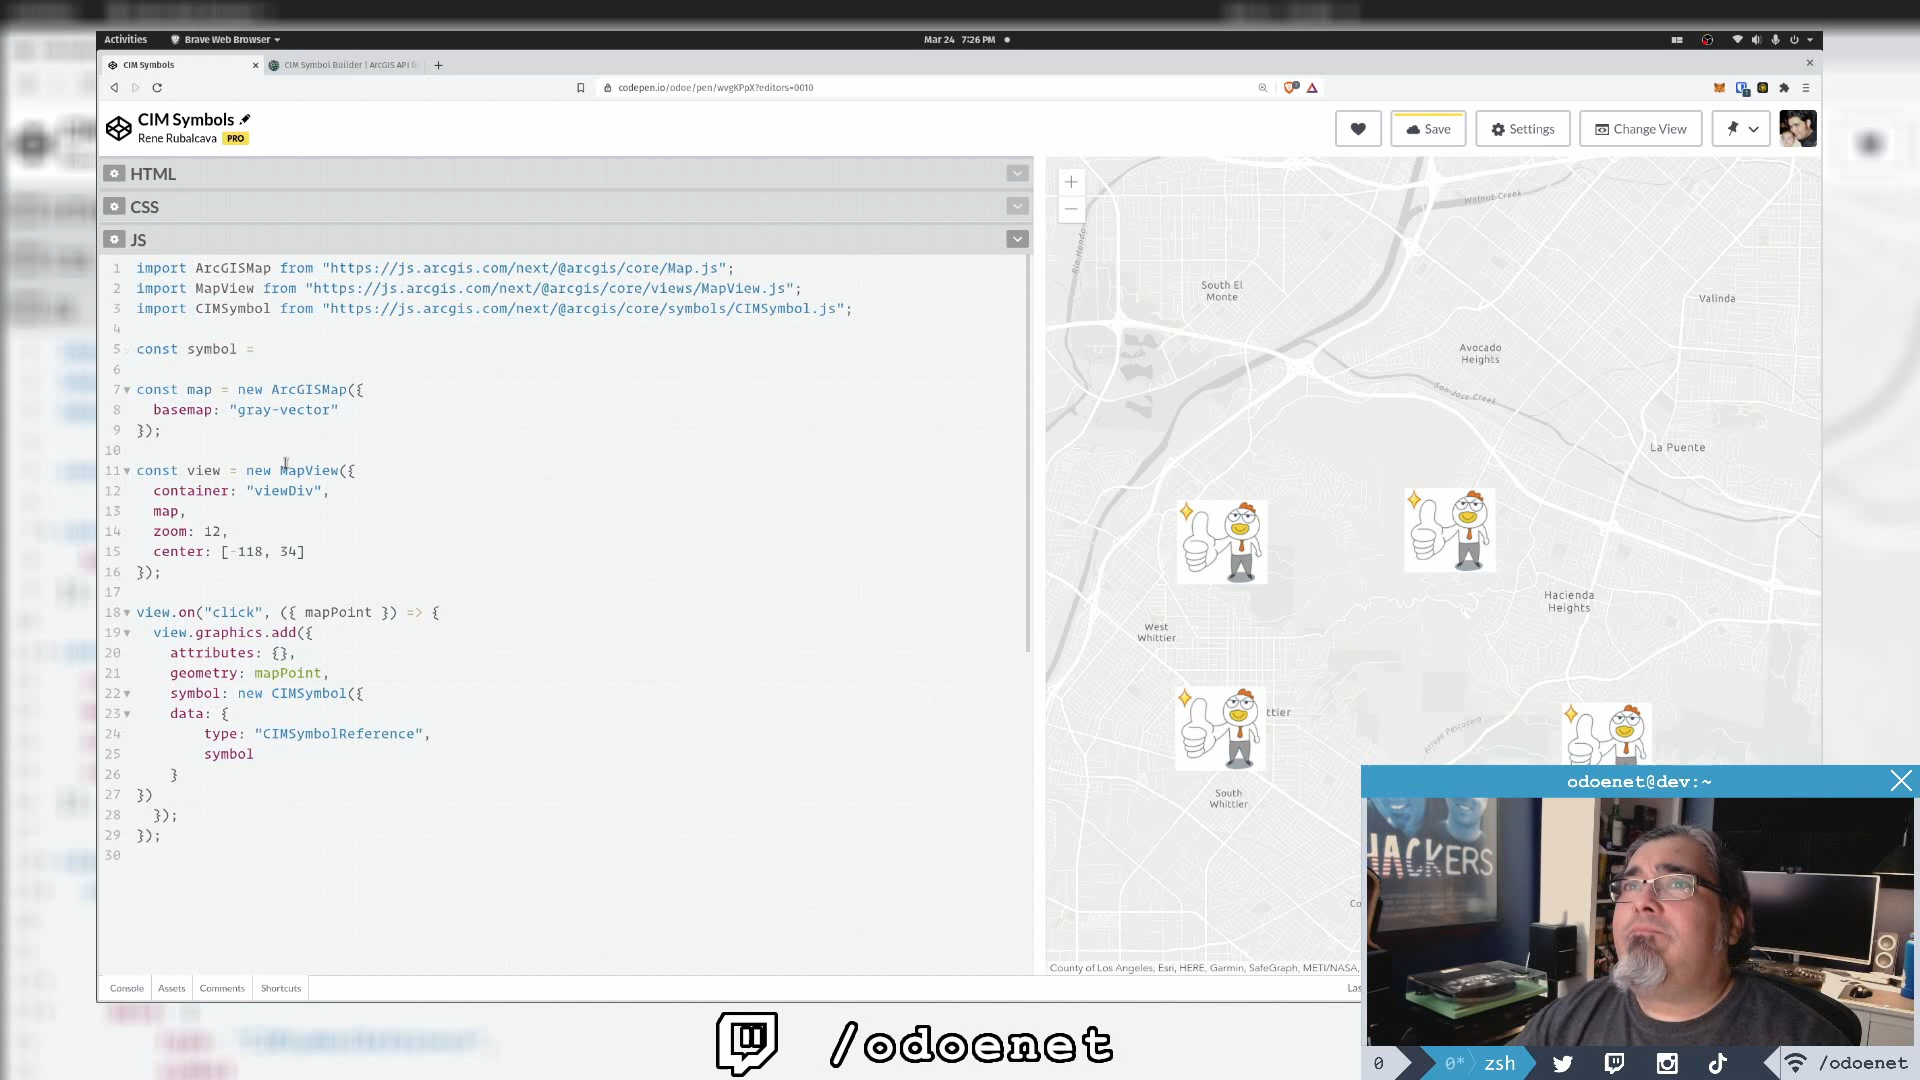 Activities
Brave Web Browser
Mar 24 7:26 PM
CIM Symbols
CIM Symbol Builder | ArcGIS API
codepen.io/odoe/pen/wvgKPpX?editors=0010
CIM Symbols
Rene Rubalcava PRO
Save
Settings
Change View
HTML
CSS
JS
1 import ArcGISMap from "https://js.arcgis.com/next/@arcgis/core/Map.js";
2 import MapView from "https://js.arcgis.com/next/@arcgis/core/views/MapView.js";
3 import CIMSymbol from "https://js.arcgis.com/next/@arcgis/core/symbols/CIMSymbol.js";
4
5 const symbol =
6
7 const map = new ArcGISMap({
8 basemap: "gray-vector"
9 });
10
11 const view = new MapView({
12 container: "viewDiv",
13 map,
14 zoom: 12,
15 center: [-118, 34]
16 });
17
18 view.on("click", ({ mapPoint }) => {
19 view.graphics.add({
20 attributes: {},
21 geometry: mapPoint,
22 symbol: new CIMSymbol({
23 data: {
24 type: "CIMSymbolReference",
25 symbol
26 }
27 })
28 });
29 });
30
+
−
Walnut Creek
Rio Hondo
South El
Monte
Valinda
Avocado
Heights
San Jose Creek
La Puente
Hacienda
Heights
West
Whittier
ttier
Arroyo Pescadero
South
Whittier
Co
County of Los Angeles, Esri, HERE, Garmin, SafeGraph, METI/NASA,
Console
Assets
Comments
Shortcuts
Las
odoenet@dev:~
HACKERS
/odoenet
0
0*
zsh
/odoenet